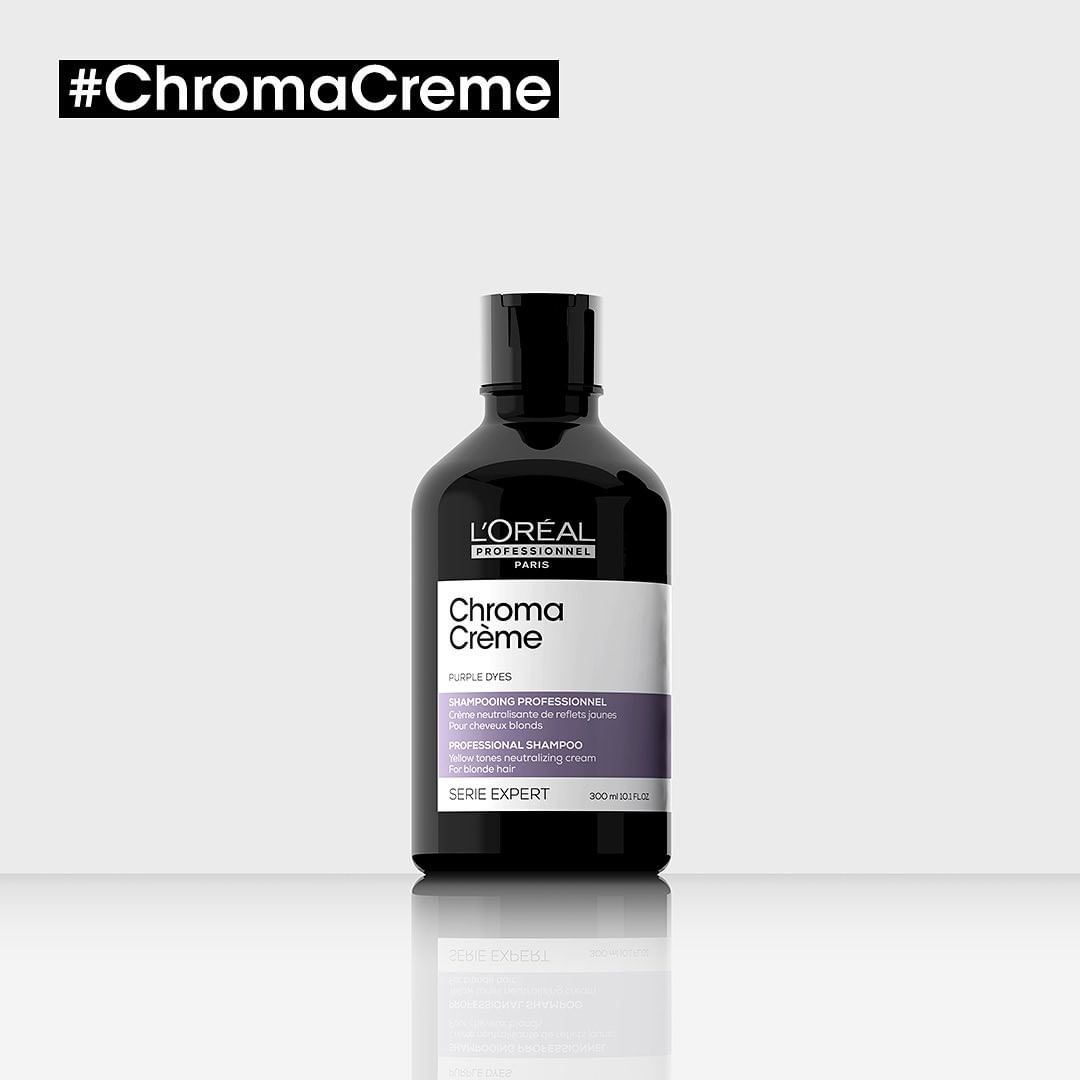 #ChromaCreme
L'ORÉAL
PROFESSIONNEL
PARIS
Chroma
Crème
PURPLE DYES
SHAMPOOING PROFESSIONNEL
Crème neutralisante de reflets jaunes
Pour cheveux blonds
PROFESSIONAL SHAMPOO
Yellow tones neutralizing cream
For blonde hair
SERIE EXPERT
300 ml 10.1 FL.OZ